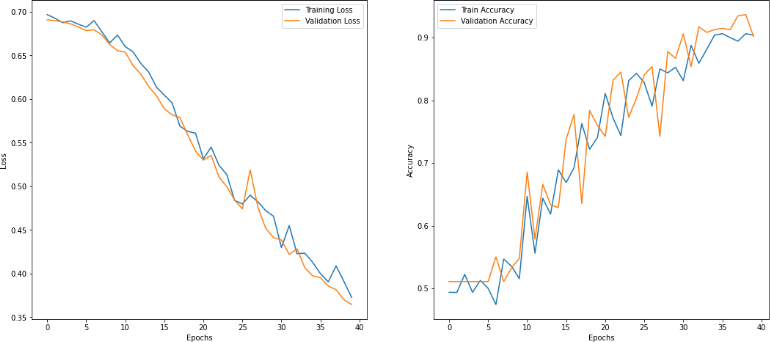 Training Loss
Validation Loss
0.70
0.65
0.60
0.55
0.50
0.45
0.40
0.35
Loss
0 5 10 15 20 25 30 35 40
Epochs
Train Accuracy
Validation Accuracy
0.9
0.8
0.7
0.6
0.5
Accuracy
0 5 10 15 20 25 30 35 40
Epochs